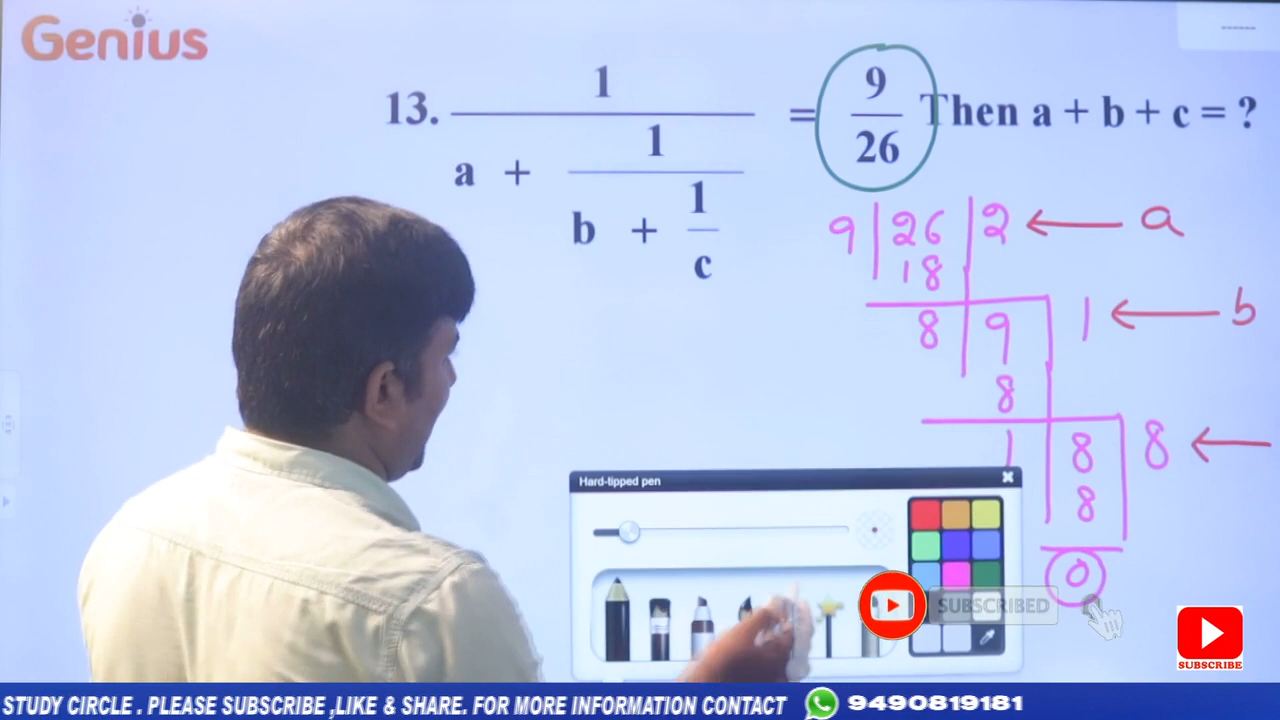 Genius
13. 1 / (a + 1 / (b + 1 / c)) = 9 / 26 Then a + b + c = ?
9 | 26 | 2 ← a
18
8 | 9 | 1 ← b
8
1 | 8 | 8 ←
8
0
Hard-tipped pen
SUBSCRIBED
SUBSCRIBE
STUDY CIRCLE . PLEASE SUBSCRIBE ,LIKE & SHARE. FOR MORE INFORMATION CONTACT 9490819181